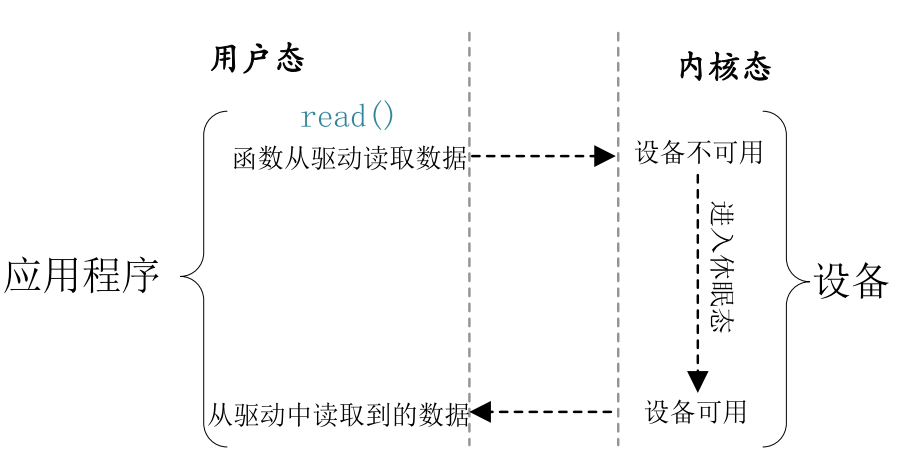 用户态
内核态
read()
函数从驱动读取数据
设备不可用
进入休眠态
应用程序
设备
从驱动中读取到的数据
设备可用